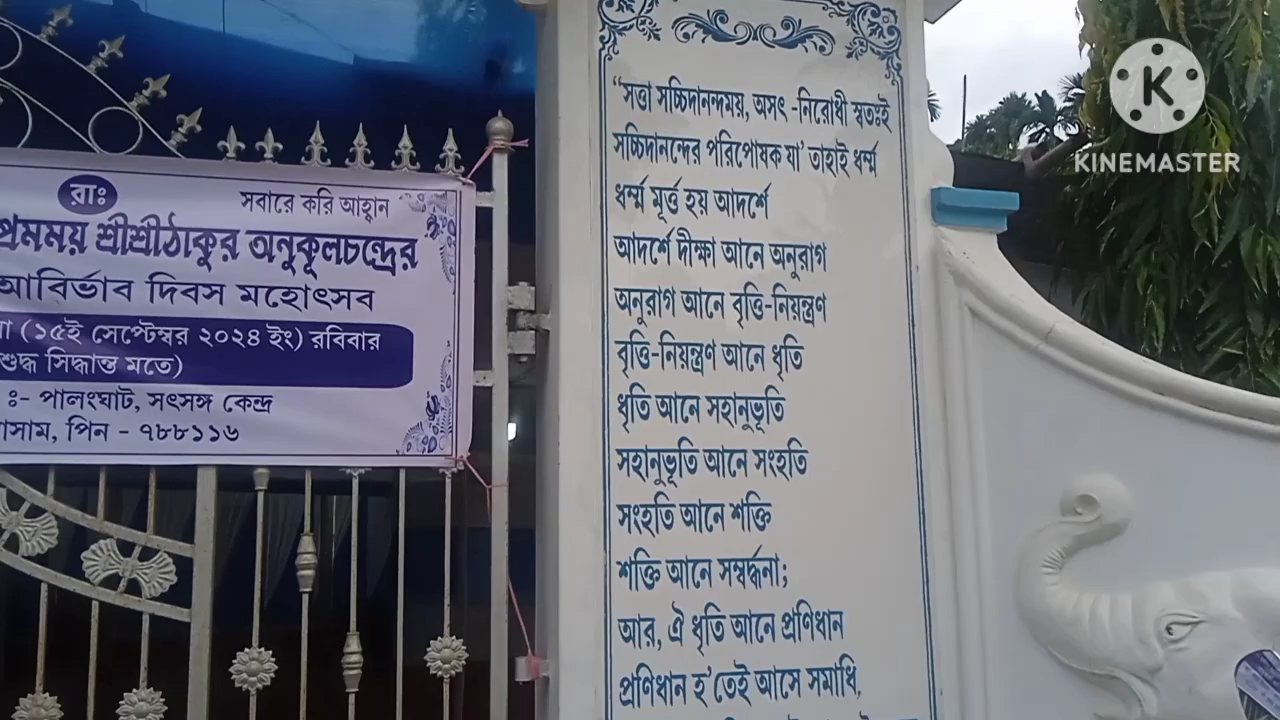 রাঃ
সবারে করি আহ্বান
প্রেমময় শ্রীশ্রীঠাকুর অনুকূলচন্দ্রের
আবির্ভাব দিবস মহোৎসব
(১৫ই সেপ্টেম্বর ২০২৪ ইং) রবিবার
সিদ্ধান্ত মতে)
ঃ- পালংঘাট, সৎসঙ্গ কেন্দ্র
পিন - ৭৮৮১১৬
“সত্তা সচ্চিদানন্দময়, অসৎ -নিরোধী স্বতঃই
সচ্চিদানন্দের পরিপোষক যা’ তাহাই ধর্ম্ম
ধর্ম্ম মূর্ত্ত হয় আদর্শে
আদর্শে দীক্ষা আনে অনুরাগ
অনুরাগ আনে বৃত্তি-নিয়ন্ত্রণ
বৃত্তি-নিয়ন্ত্রণ আনে ধৃতি
ধৃতি আনে সহানুভূতি
সহানুভূতি আনে সংহতি
সংহতি আনে শক্তি
শক্তি আনে সম্বর্দ্ধনা;
আর, ঐ ধৃতি আনে প্রণিধান
প্রণিধান হ’তেই আসে সমাধি,
KINEMASTER